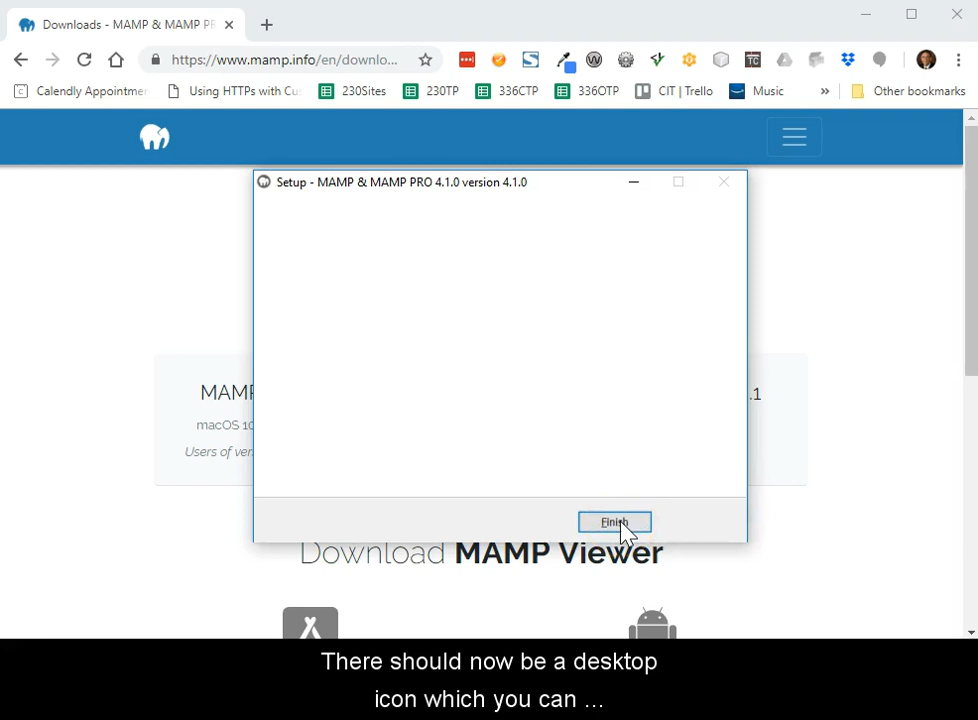 Downloads - MAMP & MAMP PR
https://www.mamp.info/en/downlo...
TC
Calendly Appointmen
Using HTTPs with Cu
230Sites
230TP
336CTP
336OTP
CIT | Trello
Music
»
Other bookmarks
Setup - MAMP & MAMP PRO 4.1.0 version 4.1.0
MAMP
.1
macOS 10
Users of ver
Finish
Download MAMP Viewer
There should now be a desktop
icon which you can ...